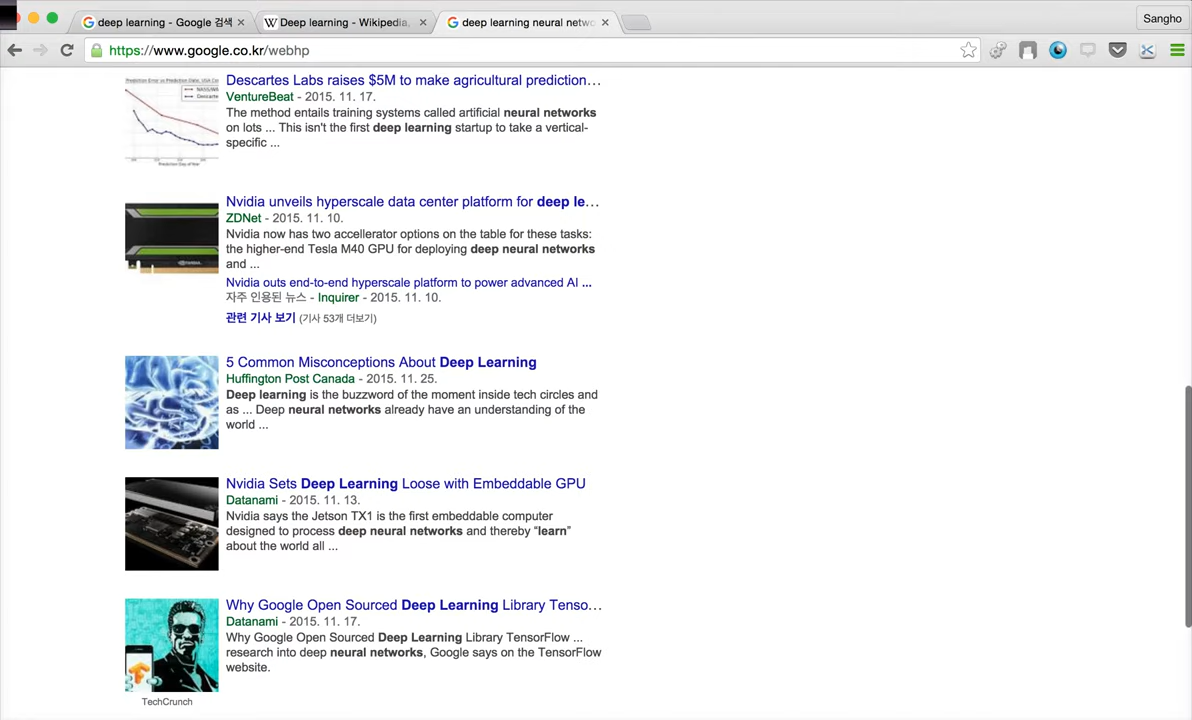 deep learning - Google 검색
Deep learning - Wikipedia,
deep learning neural netwo
Sangho
https://www.google.co.kr/webhp
Descartes Labs raises $5M to make agricultural prediction…
VentureBeat - 2015. 11. 17.
The method entails training systems called artificial neural networks
on lots ... This isn't the first deep learning startup to take a vertical-
specific ...
Nvidia unveils hyperscale data center platform for deep le…
ZDNet - 2015. 11. 10.
Nvidia now has two accellerator options on the table for these tasks:
the higher-end Tesla M40 GPU for deploying deep neural networks
and ...
Nvidia outs end-to-end hyperscale platform to power advanced AI ...
자주 인용된 뉴스 - Inquirer - 2015. 11. 10.
관련 기사 보기 (기사 53개 더보기)
5 Common Misconceptions About Deep Learning
Huffington Post Canada - 2015. 11. 25.
Deep learning is the buzzword of the moment inside tech circles and
as ... Deep neural networks already have an understanding of the
world ...
Nvidia Sets Deep Learning Loose with Embeddable GPU
Datanami - 2015. 11. 13.
Nvidia says the Jetson TX1 is the first embeddable computer
designed to process deep neural networks and thereby “learn”
about the world all ...
Why Google Open Sourced Deep Learning Library Tenso…
Datanami - 2015. 11. 17.
Why Google Open Sourced Deep Learning Library TensorFlow ...
research into deep neural networks, Google says on the TensorFlow
website.
TechCrunch